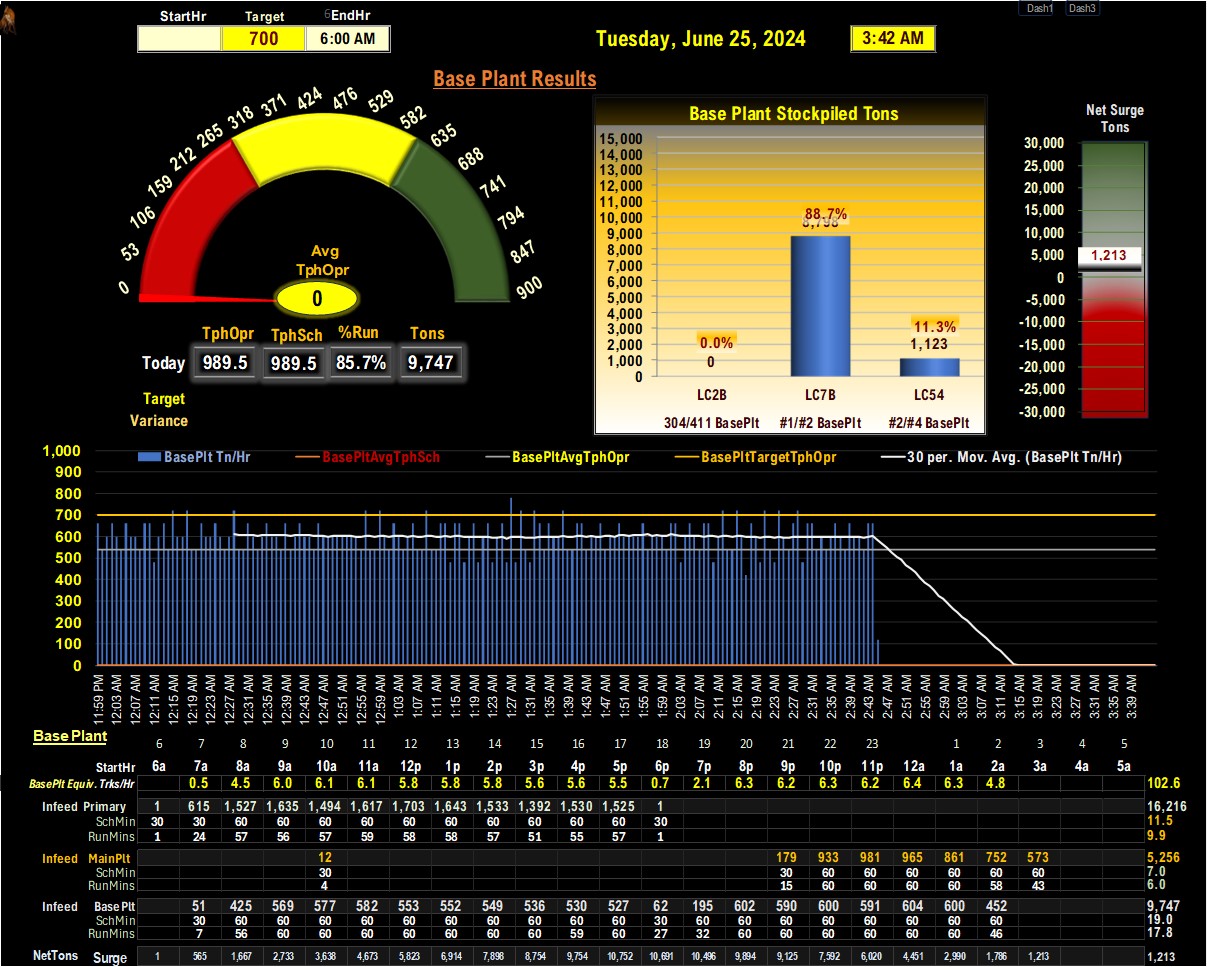 Dash1 Dash3
StartHr Target 6 EndHr
700 6:00 AM
Tuesday, June 25, 2024 3:42 AM
Base Plant Results
0 53 106 159 212 265 318 371 424 476 529 582 635 688 741 794 847 900
Avg
TphOpr
0
TphOpr TphSch %Run Tons
Today 989.5 989.5 85.7% 9,747
Target
Variance
Base Plant Stockpiled Tons
15,000
14,000
13,000
12,000
11,000
10,000
9,000
8,000
7,000
6,000
5,000
4,000
3,000
2,000
1,000
0
0.0%
0
88.7%
8,798
11.3%
1,123
LC2B LC7B LC54
304/411 BasePlt #1/#2 BasePlt #2/#4 BasePlt
Net Surge
Tons
30,000
25,000
20,000
15,000
10,000
5,000
0
-5,000
-10,000
-15,000
-20,000
-25,000
-30,000
1,213
BasePlt Tn/Hr BasePltAvgTphSch BasePltAvgTphOpr BasePltTargetTphOpr 30 per. Mov. Avg. (BasePlt Tn/Hr)
1,000
900
800
700
600
500
400
300
200
100
0
11:59 PM 12:03 AM 12:07 AM 12:11 AM 12:15 AM 12:19 AM 12:23 AM 12:27 AM 12:31 AM 12:35 AM 12:39 AM 12:43 AM 12:47 AM 12:51 AM 12:55 AM 12:59 AM 1:03 AM 1:07 AM 1:11 AM 1:15 AM 1:19 AM 1:23 AM 1:27 AM 1:31 AM 1:35 AM 1:39 AM 1:43 AM 1:47 AM 1:51 AM 1:55 AM 1:59 AM 2:03 AM 2:07 AM 2:11 AM 2:15 AM 2:19 AM 2:23 AM 2:27 AM 2:31 AM 2:35 AM 2:39 AM 2:43 AM 2:47 AM 2:51 AM 2:55 AM 2:59 AM 3:03 AM 3:07 AM 3:11 AM 3:15 AM 3:19 AM 3:23 AM 3:27 AM 3:31 AM 3:35 AM 3:39 AM
Base Plant
6 7 8 9 10 11 12 13 14 15 16 17 18 19 20 21 22 23 1 2 3 4 5
StartHr 6a 7a 8a 9a 10a 11a 12p 1p 2p 3p 4p 5p 6p 7p 8p 9p 10p 11p 12a 1a 2a 3a 4a 5a
BasePlt Equiv. Trks/Hr 0.5 4.5 6.0 6.1 6.1 5.8 5.8 5.8 5.6 5.6 5.5 0.7 2.1 6.3 6.2 6.3 6.2 6.4 6.3 4.8 102.6
Infeed Primary 1 615 1,527 1,635 1,494 1,617 1,703 1,643 1,533 1,392 1,530 1,525 1 16,216
SchMin 30 30 60 60 60 60 60 60 60 60 60 60 30 11.5
RunMins 1 24 57 56 57 59 58 58 57 51 55 57 1 9.9
Infeed MainPlt 12 179 933 981 965 861 752 573 5,256
SchMin 30 30 60 60 60 60 60 60 7.0
RunMins 4 15 60 60 60 60 58 43 6.0
Infeed BasePlt 51 425 569 577 582 553 552 549 536 530 527 62 195 602 590 600 591 604 600 452 9,747
SchMin 30 60 60 60 60 60 60 60 60 60 60 30 60 60 60 60 60 60 60 60 19.0
RunMins 7 56 60 60 60 60 60 60 60 59 60 27 32 60 60 60 60 60 60 46 17.8
NetTons Surge 1 565 1,667 2,733 3,638 4,673 5,823 6,914 7,898 8,754 9,754 10,752 10,691 10,496 9,894 9,125 7,592 6,020 4,451 2,990 1,786 1,213 1,213